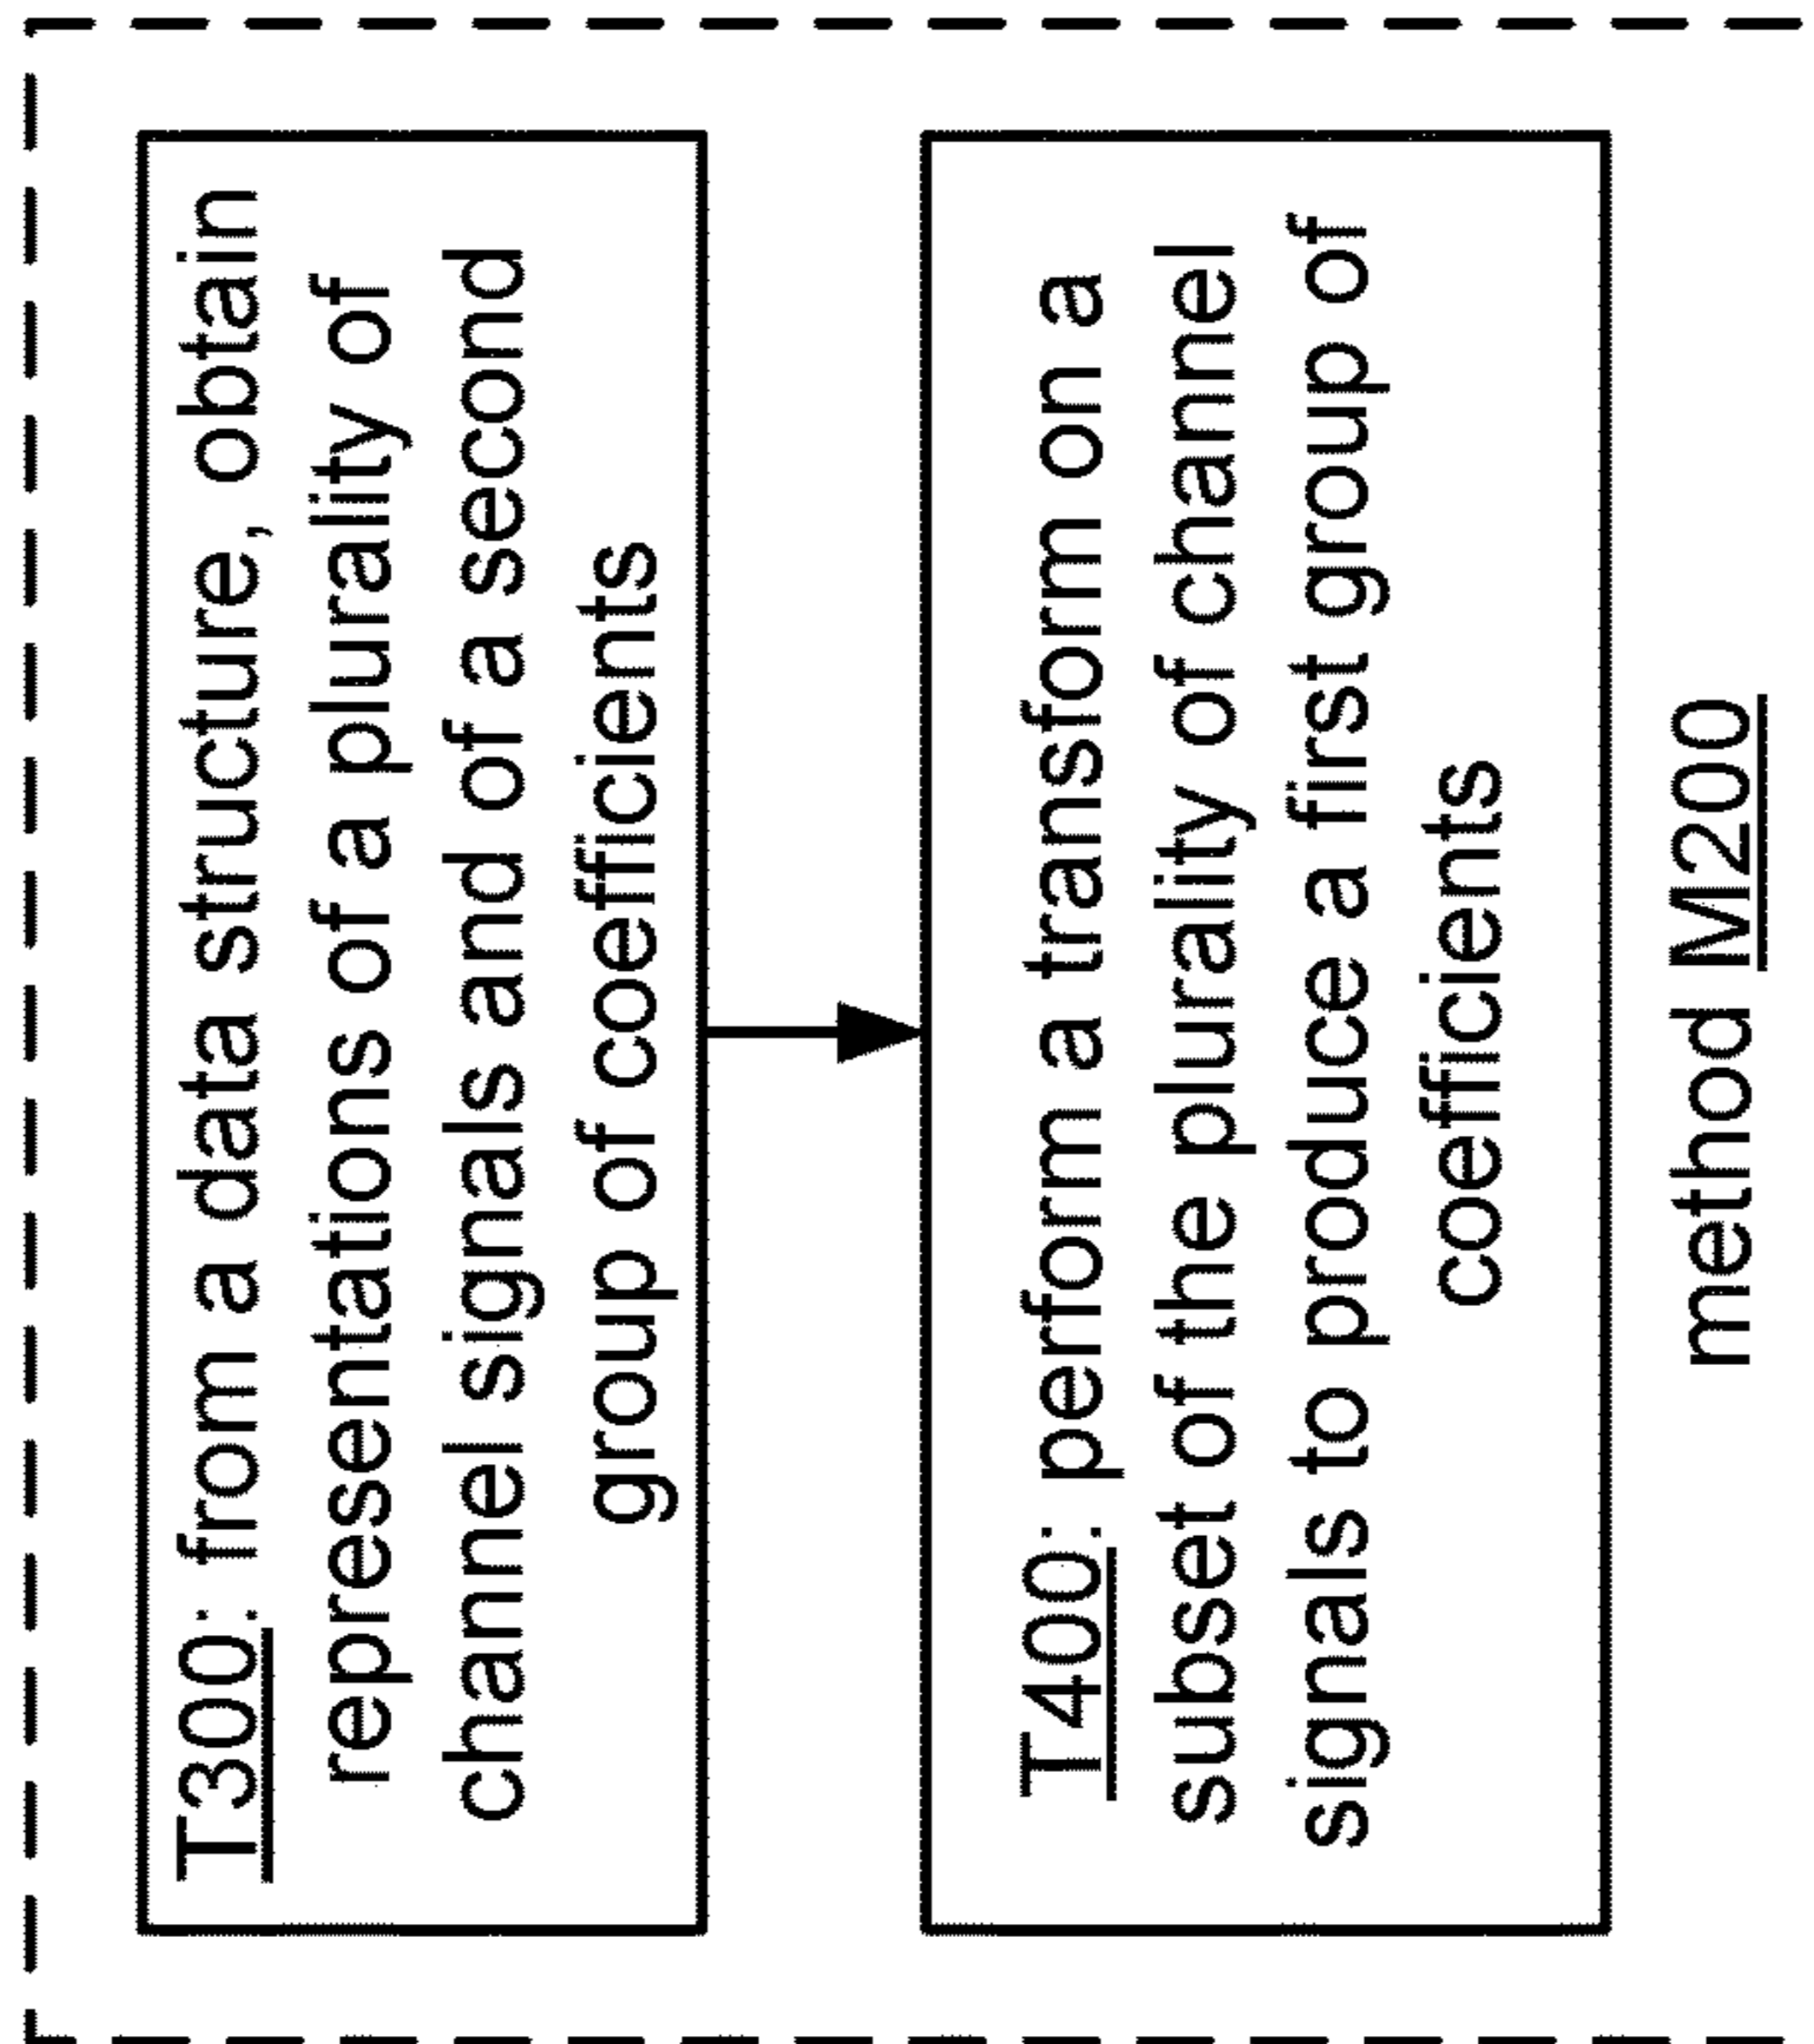 T300: from a data structure, obtain
representations of a plurality of
channel signals and of a second
group of coefficients
T400: perform a transform on a
subset of the plurality of channel
signals to produce a first group of
coefficients
method M200